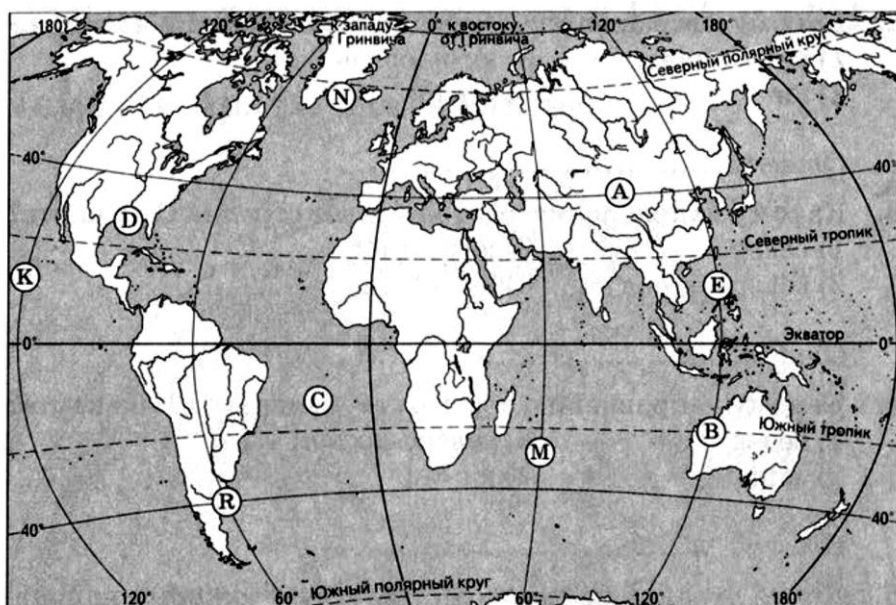 180°
120°
к западу
от Гринвича
0°
к востоку
от Гринвича
120°
180°
Северный полярный круг
N
40°
40°
A
D
Северный тропик
K
E
0°
Экватор
0°
C
B
Южный тропик
M
R
40°
40°
Южный полярный круг
120°
60°
0°
60°
120°
180°